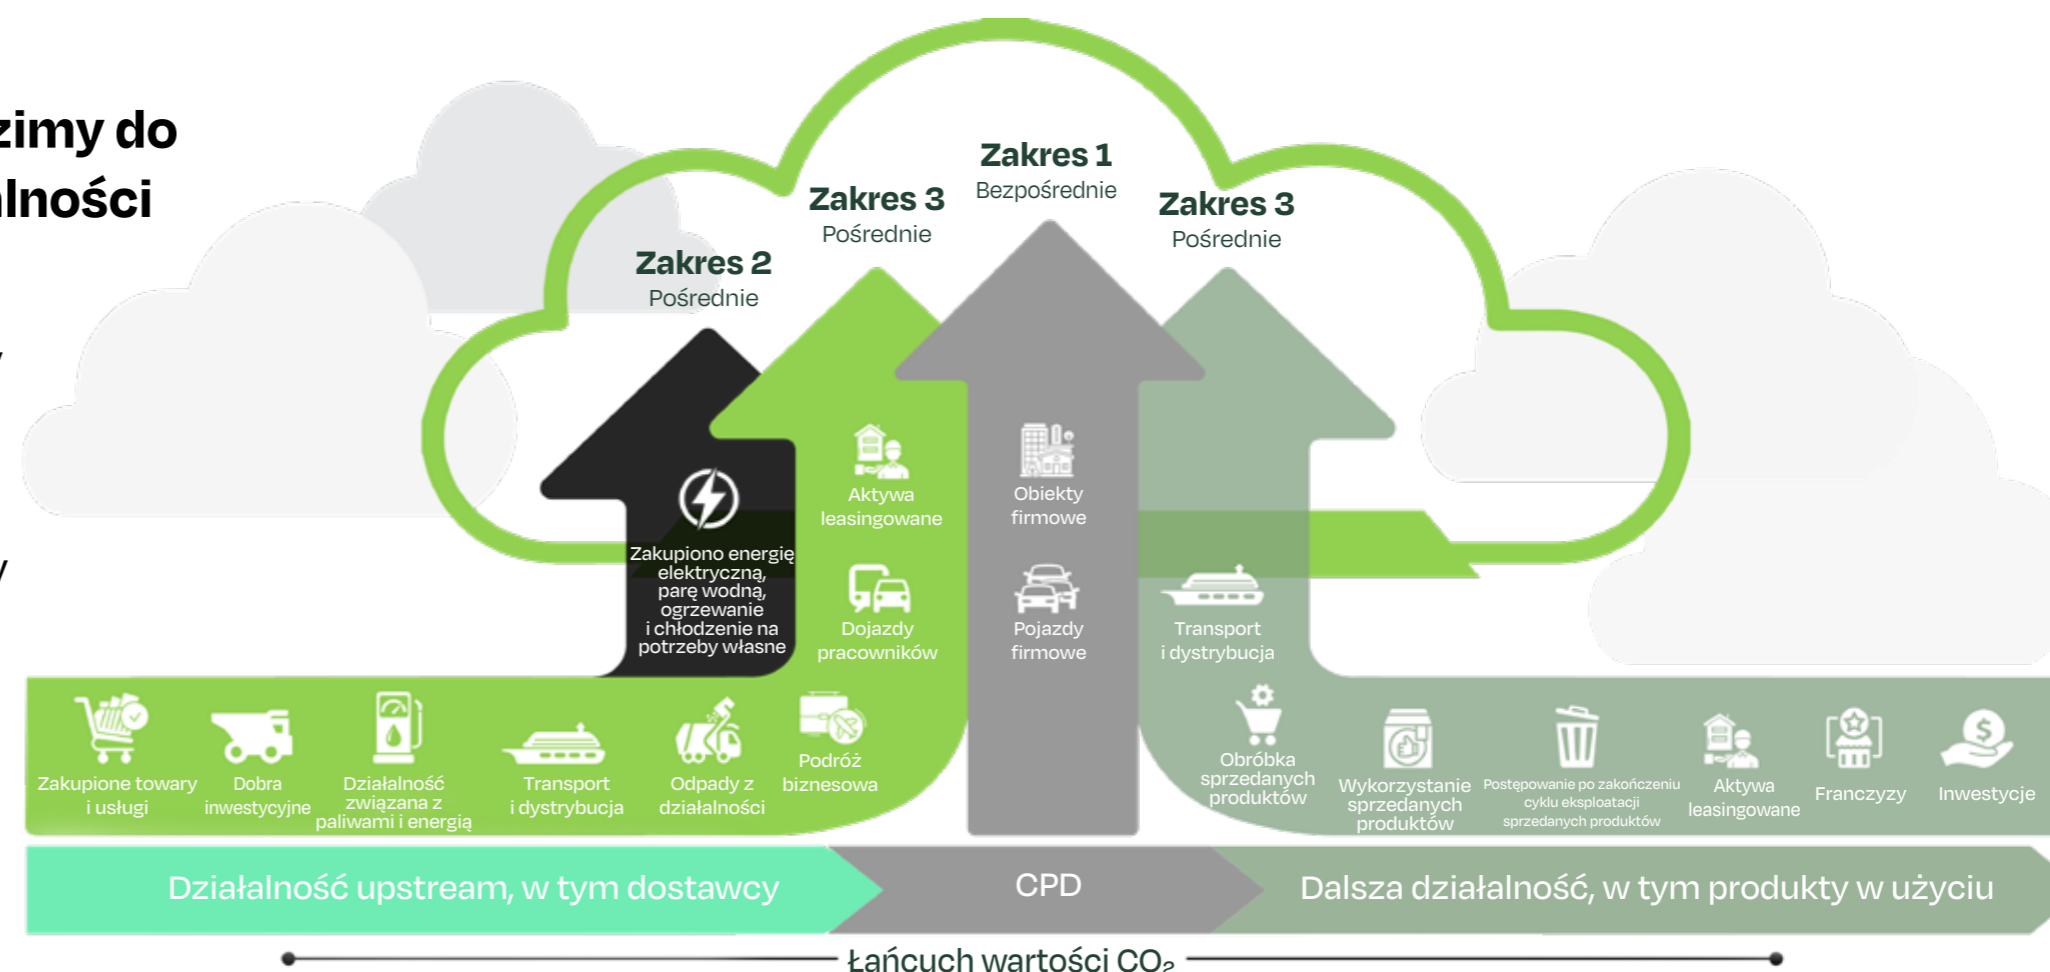 zimy do
lności
y
y
Zakres 1
Bezpośrednie
Zakres 3
Pośrednie
Zakres 3
Pośrednie
Zakres 2
Pośrednie
Zakupiono energię
elektryczną,
parę wodną,
ogrzewanie
i chłodzenie na
potrzeby własne
Aktywa
leasingowane
Dojazdy
pracowników
Obiekty
firmowe
Pojazdy
firmowe
Transport
i dystrybucja
Zakupione towary
i usługi
Dobra
inwestycyjne
Działalność
związana z
paliwami i energią
Transport
i dystrybucja
Odpady z
działalności
Podróż
biznesowa
Obróbka
sprzedanych
produktów
Wykorzystanie
sprzedanych
produktów
Postępowanie po zakończeniu
cyklu eksploatacji
sprzedanych produktów
Aktywa
leasingowane
Franczyzy
Inwestycje
Działalność upstream, w tym dostawcy
CPD
Dalsza działalność, w tym produkty w użyciu
Łańcuch wartości CO₂